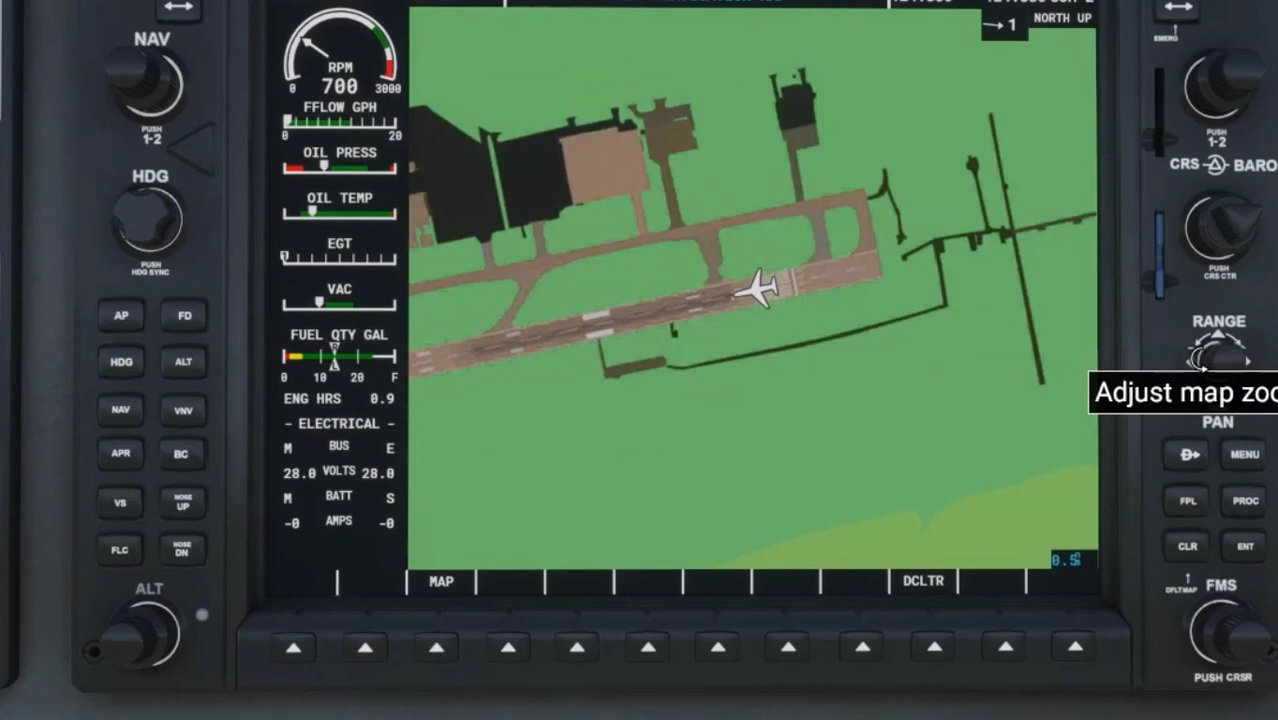 NAV
EMERG
→1 NORTH UP
RPM
0 700 3000
PUSH
1-2
FFLOW GPH
0 20
PUSH
1-2
OIL PRESS
CRS BARO
HDG
OIL TEMP
EGT
PUSH
HDG SYNC
PUSH
CRS CTR
VAC
AP FD
RANGE
FUEL QTY GAL
R
L
HDG ALT
0 10 20 F
Adjust map zoo
ENG HRS 0.9
NAV VNV
- ELECTRICAL -
PAN
M BUS E
APR BC
D MENU
28.0 VOLTS 28.0
M BATT S
VS NOSE UP
FPL PROC
-0 AMPS -0
FLC NOSE DN
CLR ENT
0.5
MAP DCLTR
ALT
DFLT MAP FMS
PUSH CRSR